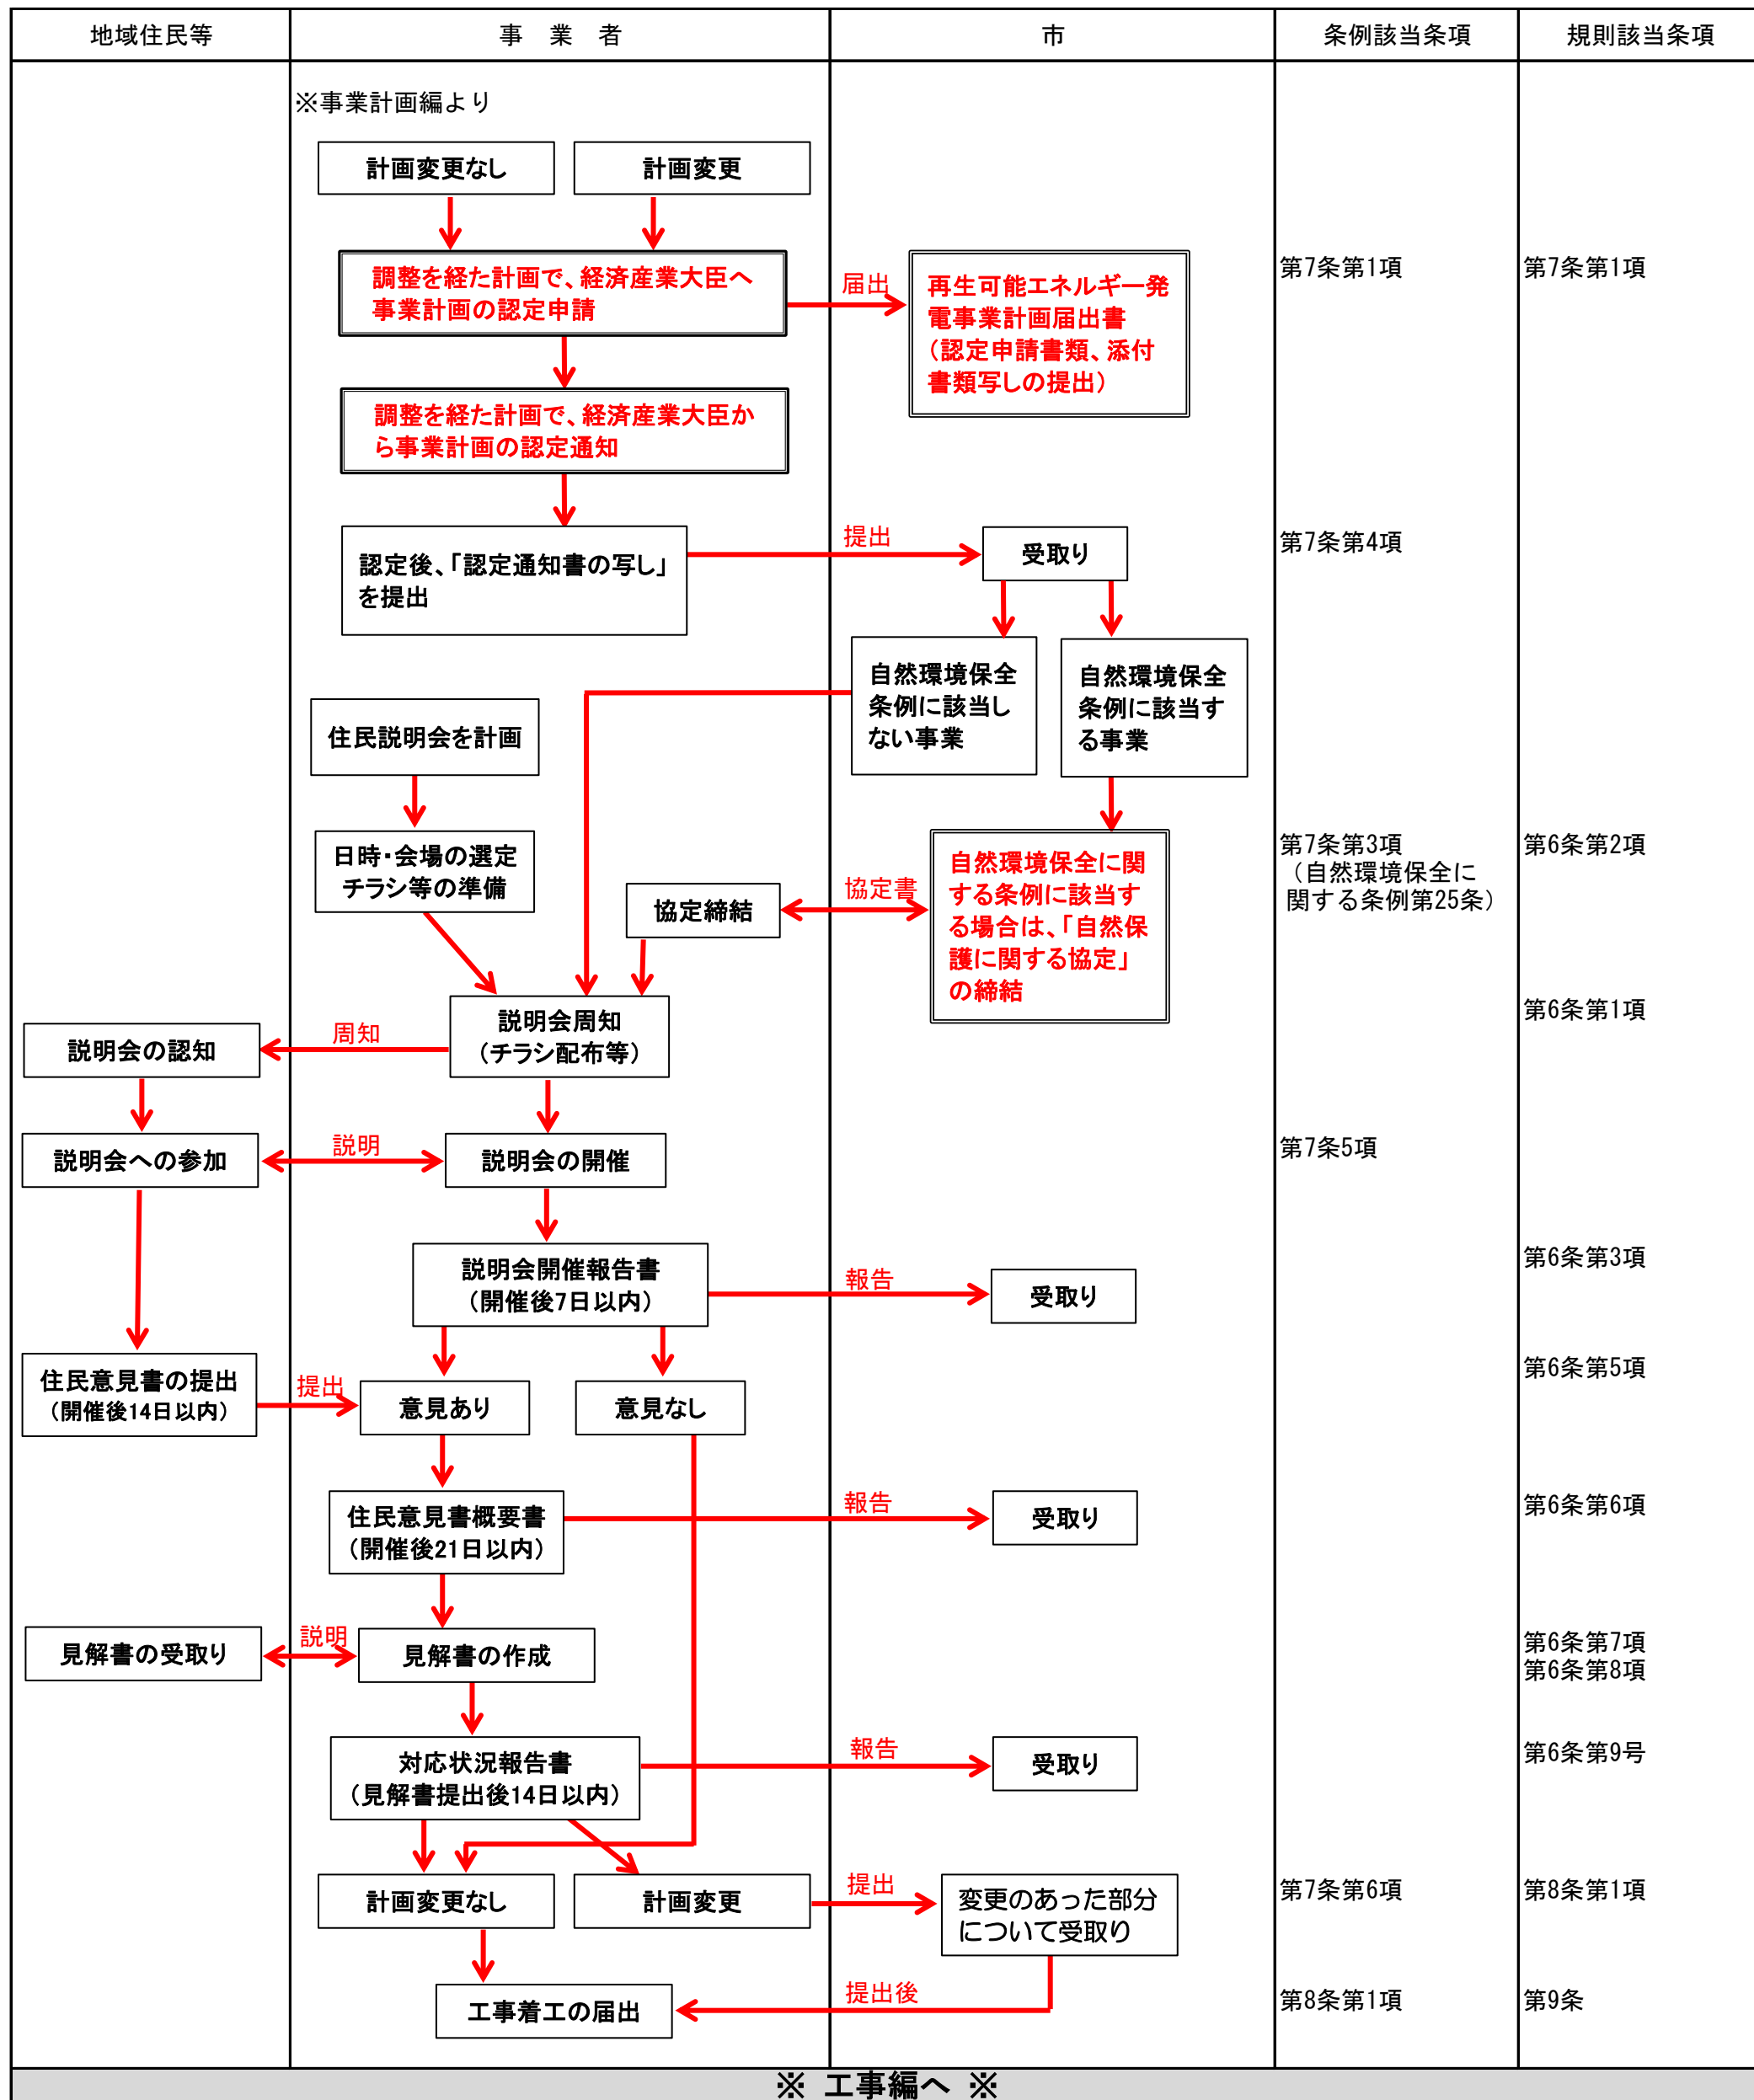 地域住民等
事 業 者
市
条例該当条項
規則該当条項
※事業計画編より
計画変更なし
計画変更
調整を経た計画で、経済産業大臣へ
事業計画の認定申請
届出
再生可能エネルギー発
電事業計画届出書
（認定申請書類、添付
書類写しの提出）
第7条第1項
第7条第1項
調整を経た計画で、経済産業大臣か
ら事業計画の認定通知
認定後、「認定通知書の写し」
を提出
提出
受取り
第7条第4項
自然環境保全
条例に該当し
ない事業
自然環境保全
条例に該当す
る事業
住民説明会を計画
日時・会場の選定
チラシ等の準備
協定締結
協定書
自然環境保全に関
する条例に該当す
る場合は、「自然保
護に関する協定」
の締結
第7条第3項
（自然環境保全に
関する条例第25条）
第6条第2項
説明会の認知
周知
説明会周知
（チラシ配布等）
第6条第1項
説明会への参加
説明
説明会の開催
第7条5項
説明会開催報告書
（開催後7日以内）
報告
受取り
第6条第3項
住民意見書の提出
（開催後14日以内）
提出
意見あり
意見なし
第6条第5項
住民意見書概要書
（開催後21日以内）
報告
受取り
第6条第6項
見解書の受取り
説明
見解書の作成
第6条第7項
第6条第8項
対応状況報告書
（見解書提出後14日以内）
報告
受取り
第6条第9号
計画変更なし
計画変更
提出
変更のあった部分
について受取り
第7条第6項
第8条第1項
工事着工の届出
提出後
第8条第1項
第9条
※ 工事編へ ※